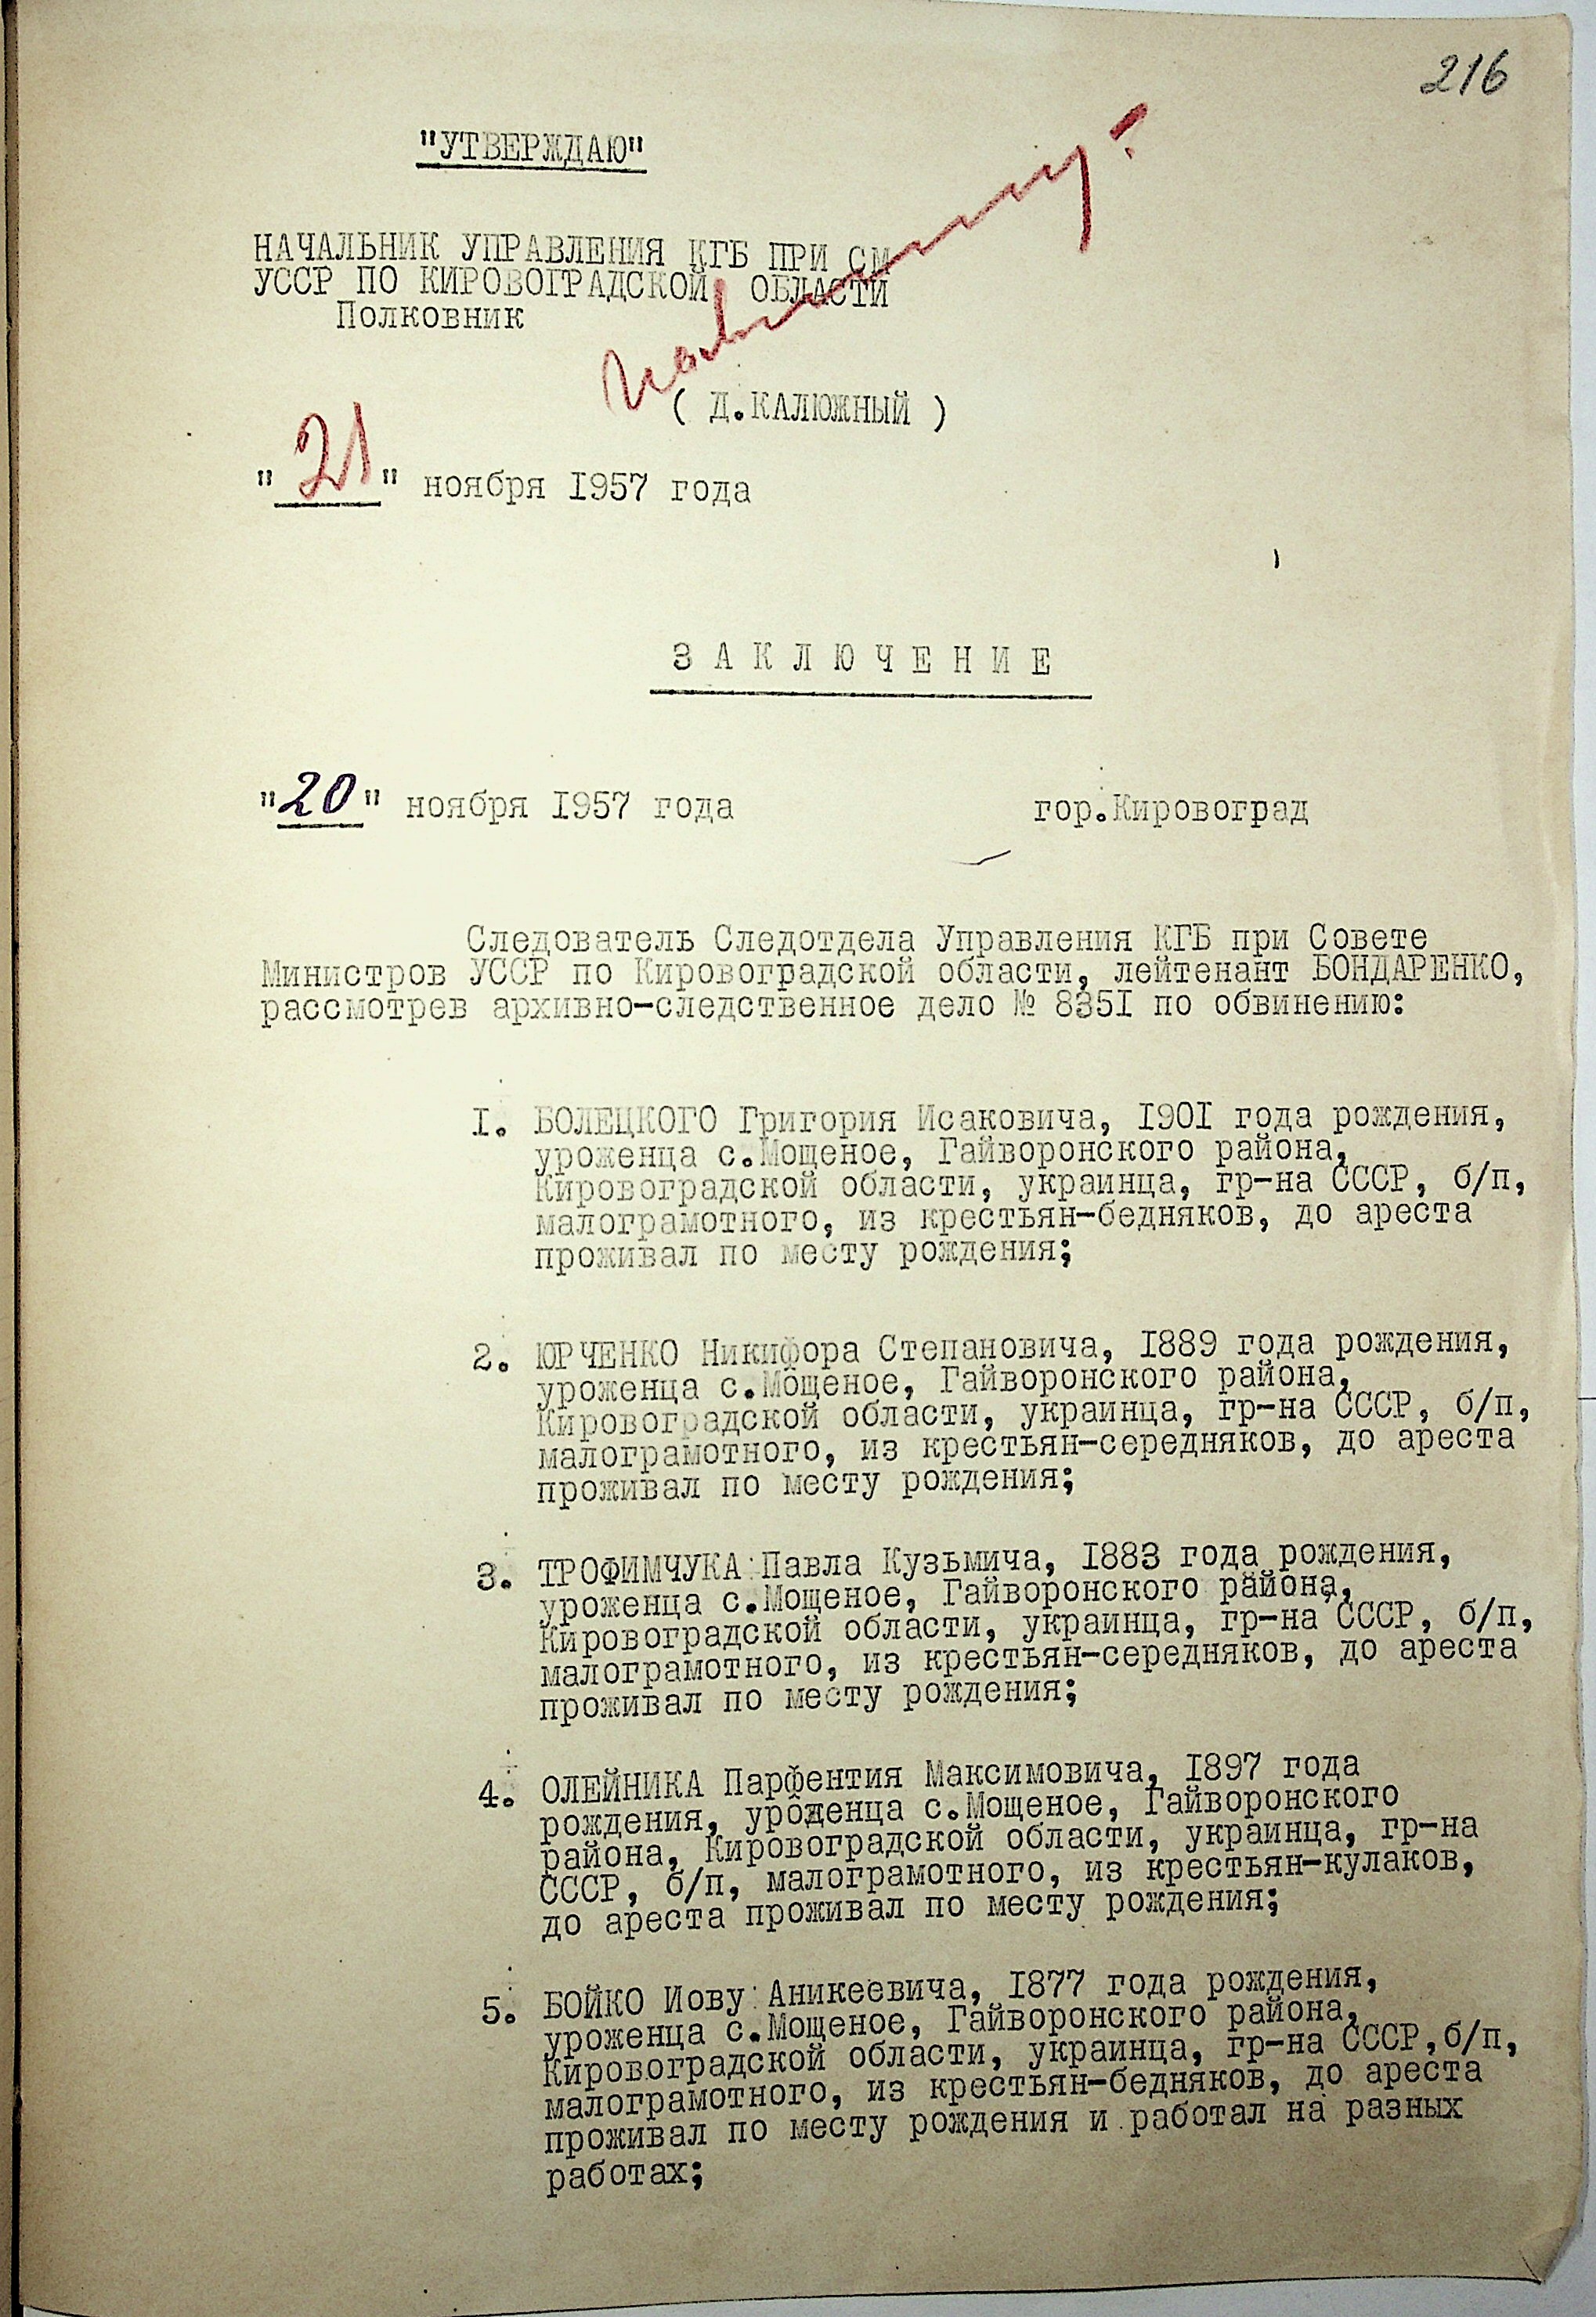 216
"УТВЕРЖДАЮ"
НАЧАЛЬНИК УПРАВЛЕНИЯ КГБ ПРИ СМ
УССР ПО КИРОВОГРАДСКОЙ ОБЛАСТИ
Полковник
( Д.КАЛЮЖНЫЙ )
"21" ноября 1957 года
ЗАКЛЮЧЕНИЕ
"20" ноября 1957 года гор.Кировоград
Следователь Следотдела Управления КГБ при Совете
Министров УССР по Кировоградской области, лейтенант БОНДАРЕНКО,
рассмотрев архивно-следственное дело № 8351 по обвинению:
1. БОЛЕЦКОГО Григория Исаковича, 1901 года рождения,
уроженца с.Мощеное, Гайворонского района,
Кировоградской области, украинца, гр-на СССР, б/п,
малограмотного, из крестьян-бедняков, до ареста
проживал по месту рождения;
2. ЮРЧЕНКО Никифора Степановича, 1889 года рождения,
уроженца с.Мощеное, Гайворонского района,
Кировоградской области, украинца, гр-на СССР, б/п,
малограмотного, из крестьян-середняков, до ареста
проживал по месту рождения;
3. ТРОФИМЧУКА Павла Кузьмича, 1883 года рождения,
уроженца с.Мощеное, Гайворонского района,
Кировоградской области, украинца, гр-на СССР, б/п,
малограмотного, из крестьян-середняков, до ареста
проживал по месту рождения;
4. ОЛЕЙНИКА Парфентия Максимовича, 1897 года
рождения, уроденца с.Мощеное, Гайворонского
района, Кировоградской области, украинца, гр-на
СССР, б/п, малограмотного, из крестьян-кулаков,
до ареста проживал по месту рождения;
5. БОЙКО Иову Аникеевича, 1877 года рождения,
уроженца с.Мощеное, Гайворонского района,
Кировоградской области, украинца, гр-на СССР,б/п,
малограмотного, из крестьян-бедняков, до ареста
проживал по месту рождения и работал на разных
работах;